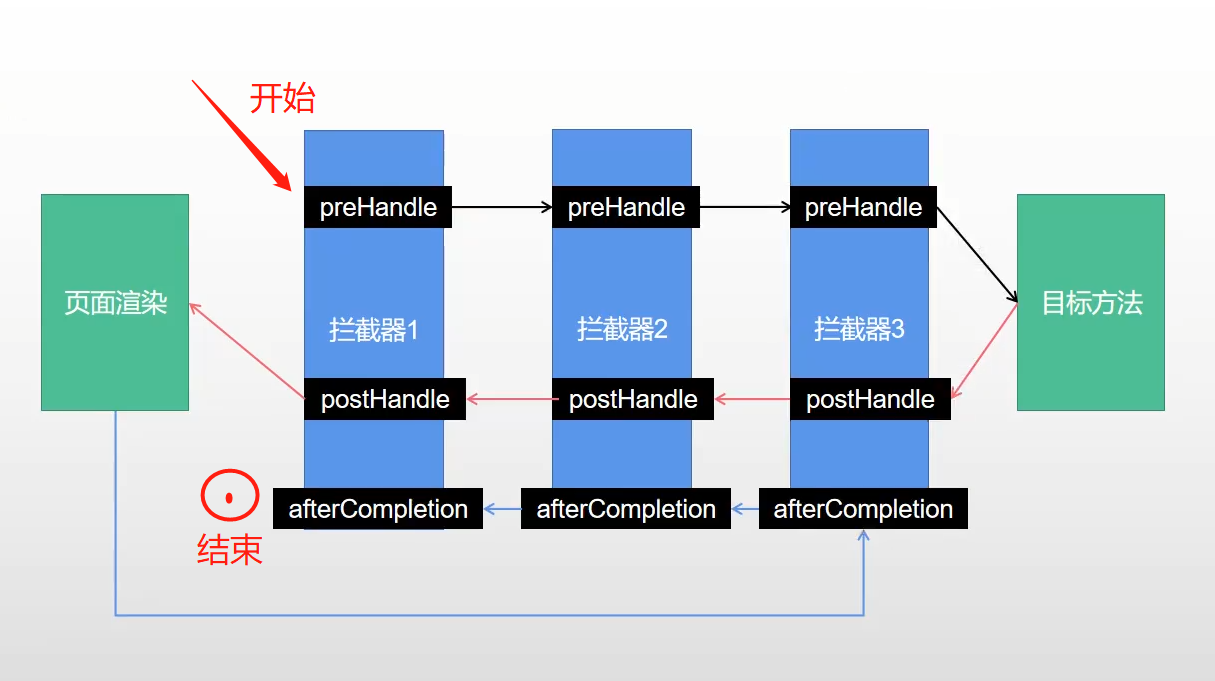 开始
preHandle
preHandle
preHandle
页面渲染
拦截器1
拦截器2
拦截器3
目标方法
postHandle
postHandle
postHandle
afterCompletion
afterCompletion
afterCompletion
结束